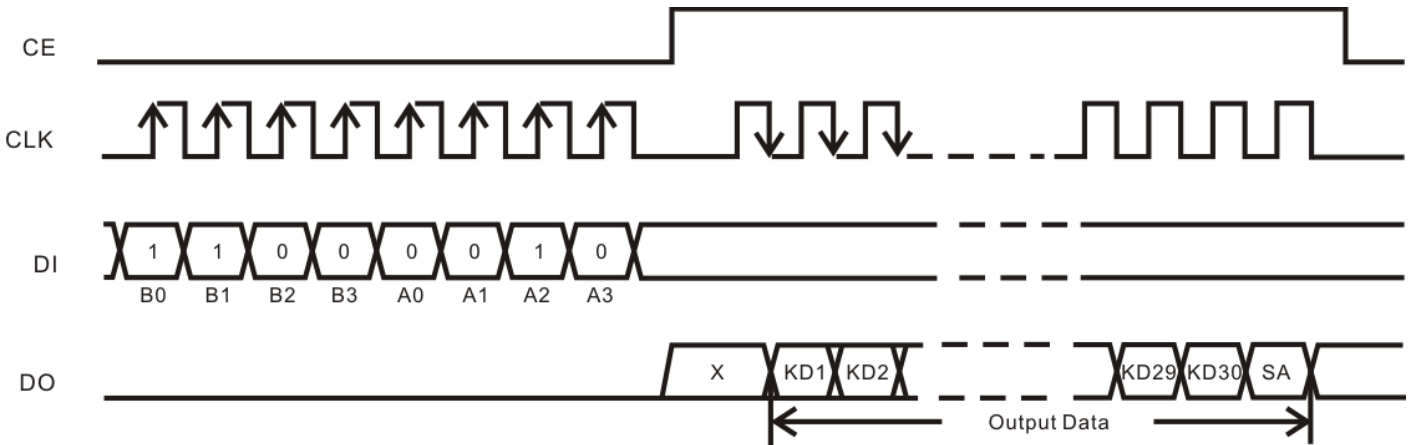 CE
CLK
DI
1 1 0 0 0 0 1 0
B0 B1 B2 B3 A0 A1 A2 A3
DO
X KD1 KD2 KD29 KD30 SA
Output Data